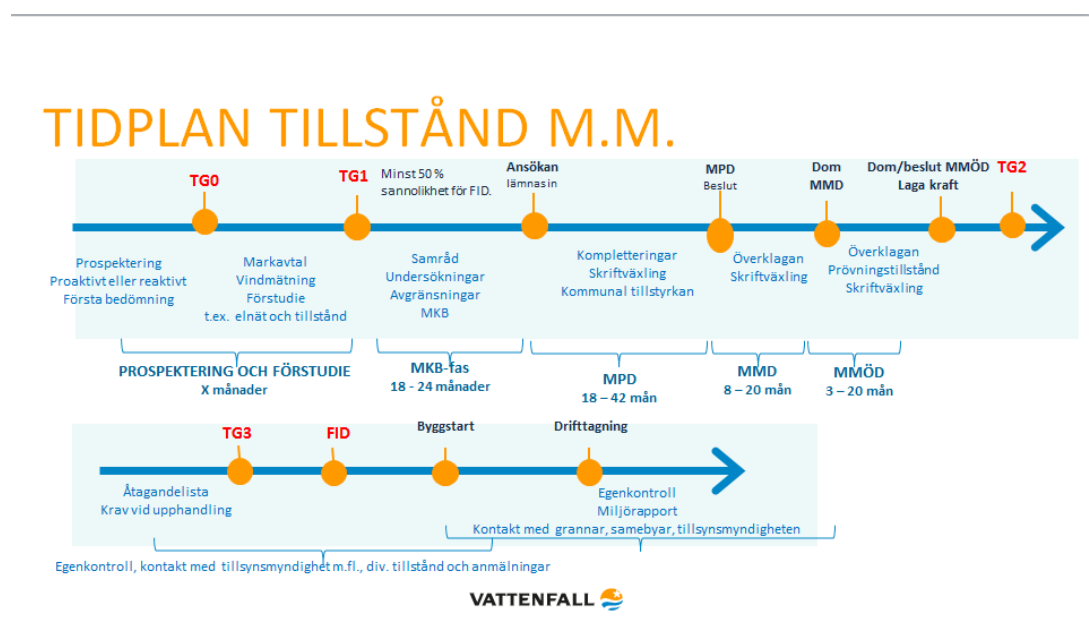 TIDPLAN TILLSTÅND M.M.
TG0
TG1
Minst 50 %
sannolikhet för FID.
Ansökan
lämnas in
MPD
Beslut
Dom
MMD
Dom/beslut MMÖD
Laga kraft
TG2
Prospektering
Proaktivt eller reaktivt
Första bedömning
Markavtal
Vindmätning
Förstudie
t.ex. elnät och tillstånd
Samråd
Undersökningar
Avgränsningar
MKB
Kompletteringar
Skriftväxling
Kommunal tillstyrkan
Överklagan
Skriftväxling
Överklagan
Prövningstillstånd
Skriftväxling
PROSPEKTERING OCH FÖRSTUDIE
X månader
MKB-fas
18 - 24 månader
MPD
18 – 42 mån
MMD
8 – 20 mån
MMÖD
3 – 20 mån
TG3
FID
Byggstart
Drifttagning
Åtagandelista
Krav vid upphandling
Egenkontroll
Miljörapport
Kontakt med grannar, samebyar, tillsynsmyndigheten
Egenkontroll, kontakt med tillsynsmyndighet m.fl., div. tillstånd och anmälningar
VATTENFALL